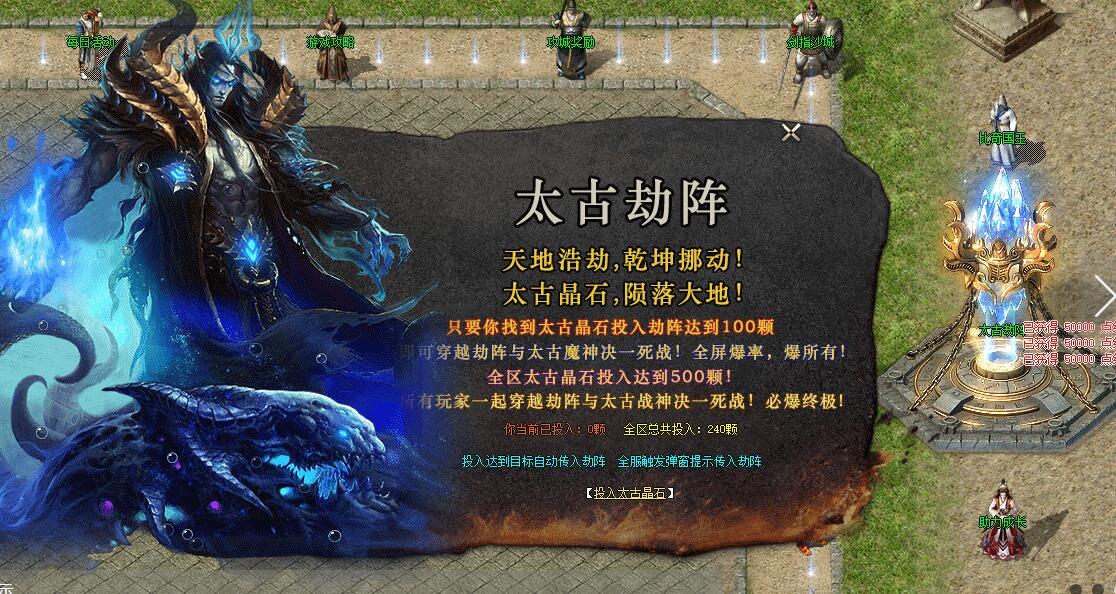 每日活动
游戏攻略
攻城奖励
剑指沙城
比奇国王
太古劫阵
天地浩劫,乾坤挪动!
太古晶石,陨落大地!
只要你找到太古晶石投入劫阵达到100颗
即可穿越劫阵与太古魔神决一死战! 全屏爆率, 爆所有!
全区太古晶石投入达到500颗!
所有玩家一起穿越劫阵与太古战神决一死战! 必爆终极!
你当前已投入: 0颗 全区总共投入: 240颗
投入达到目标自动传入劫阵 全服触发弹窗提示传入劫阵
【投入太古晶石】
太古劫阵
已获得 50000 点
已获得 50000 点
已获得 50000 点
助力成长
示